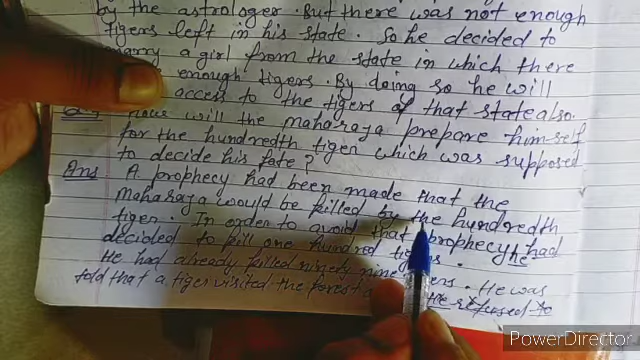 by the astrologer. But there was not enough
tigers left in his state. So he decided to
marry a girl from the state in which there
enough tigers. By doing so he will
access to the tigers of that state also.
How will the maharaja prepare himself
for the hundredth tiger which was supposed
to decide his fate?
Ans A prophecy had been made that the
maharaja would be killed by the hundredth
tiger. In order to avoid that prophecy he had
decided to kill one hundred tigers.
He had already killed ninety nine. He was
told that a tiger visited the forest He refused to
PowerDirector